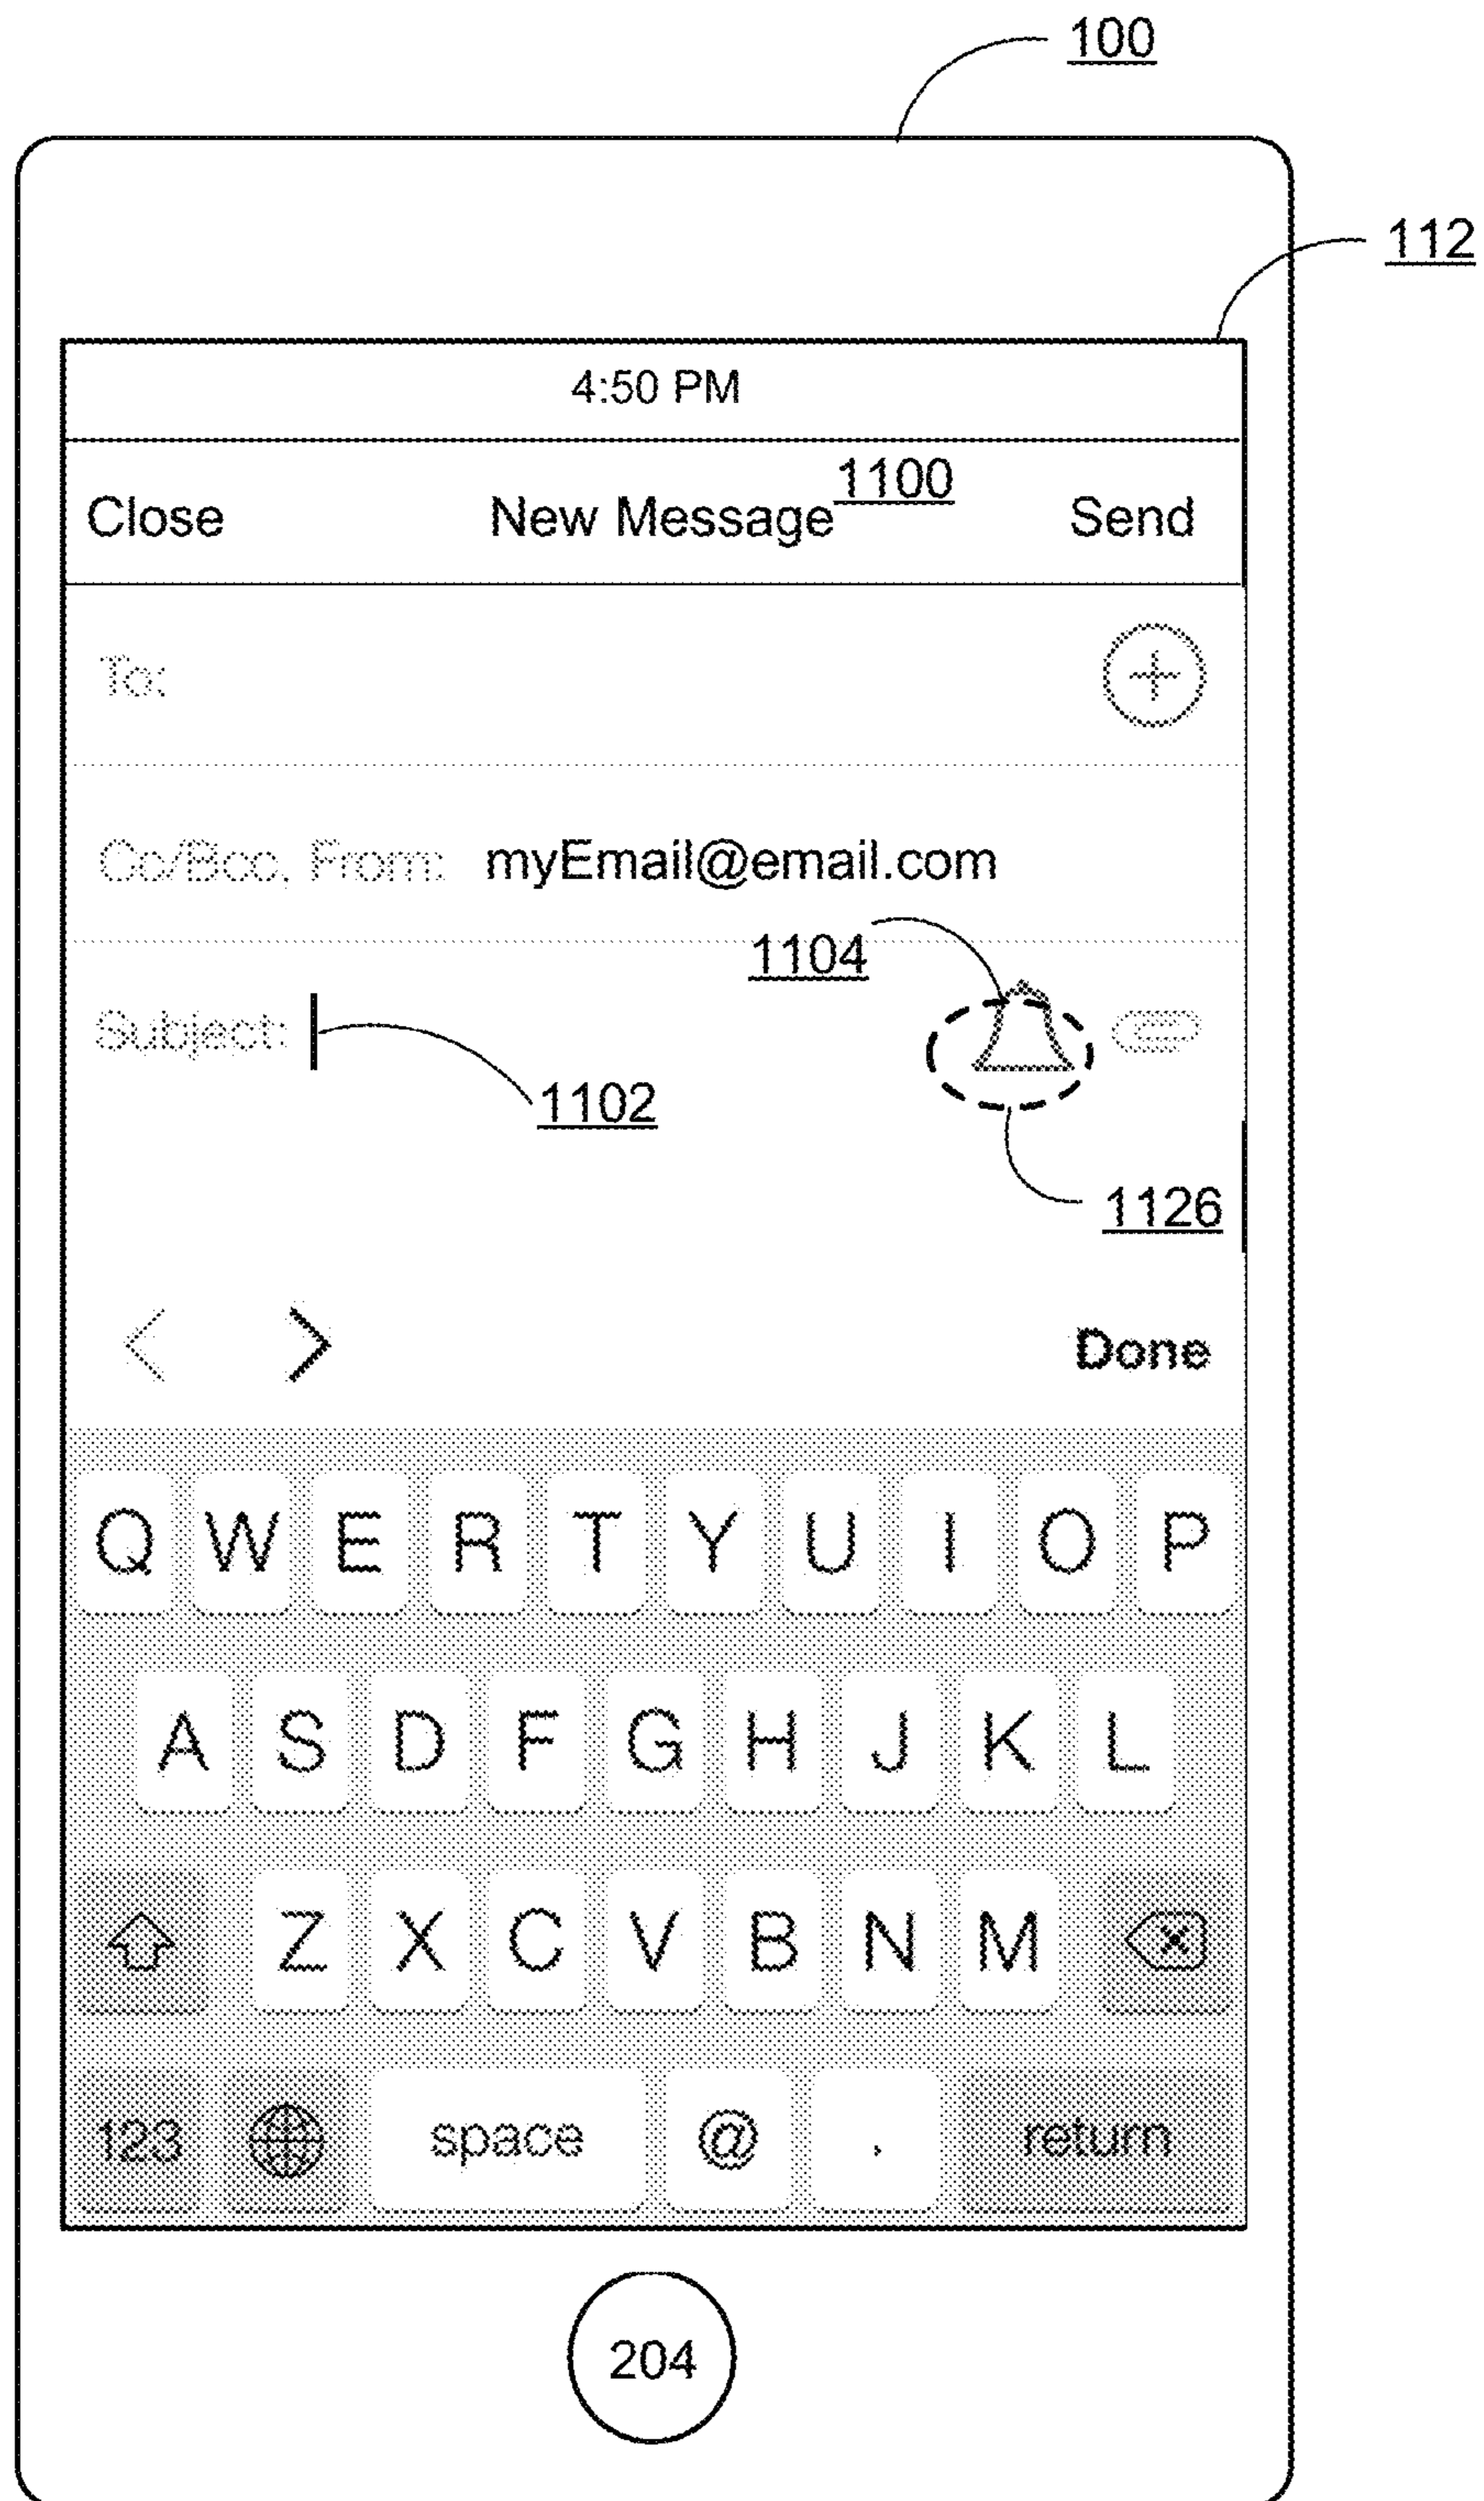 100
112
4:50 PM
Close New Message 1100 Send
To:
Cc/Bcc, From: myEmail@email.com
1104
Subject:
1102
1126
Done
Q W E R T Y U I O P
A S D F G H J K L
Z X C V B N M
123 space @ . return
204